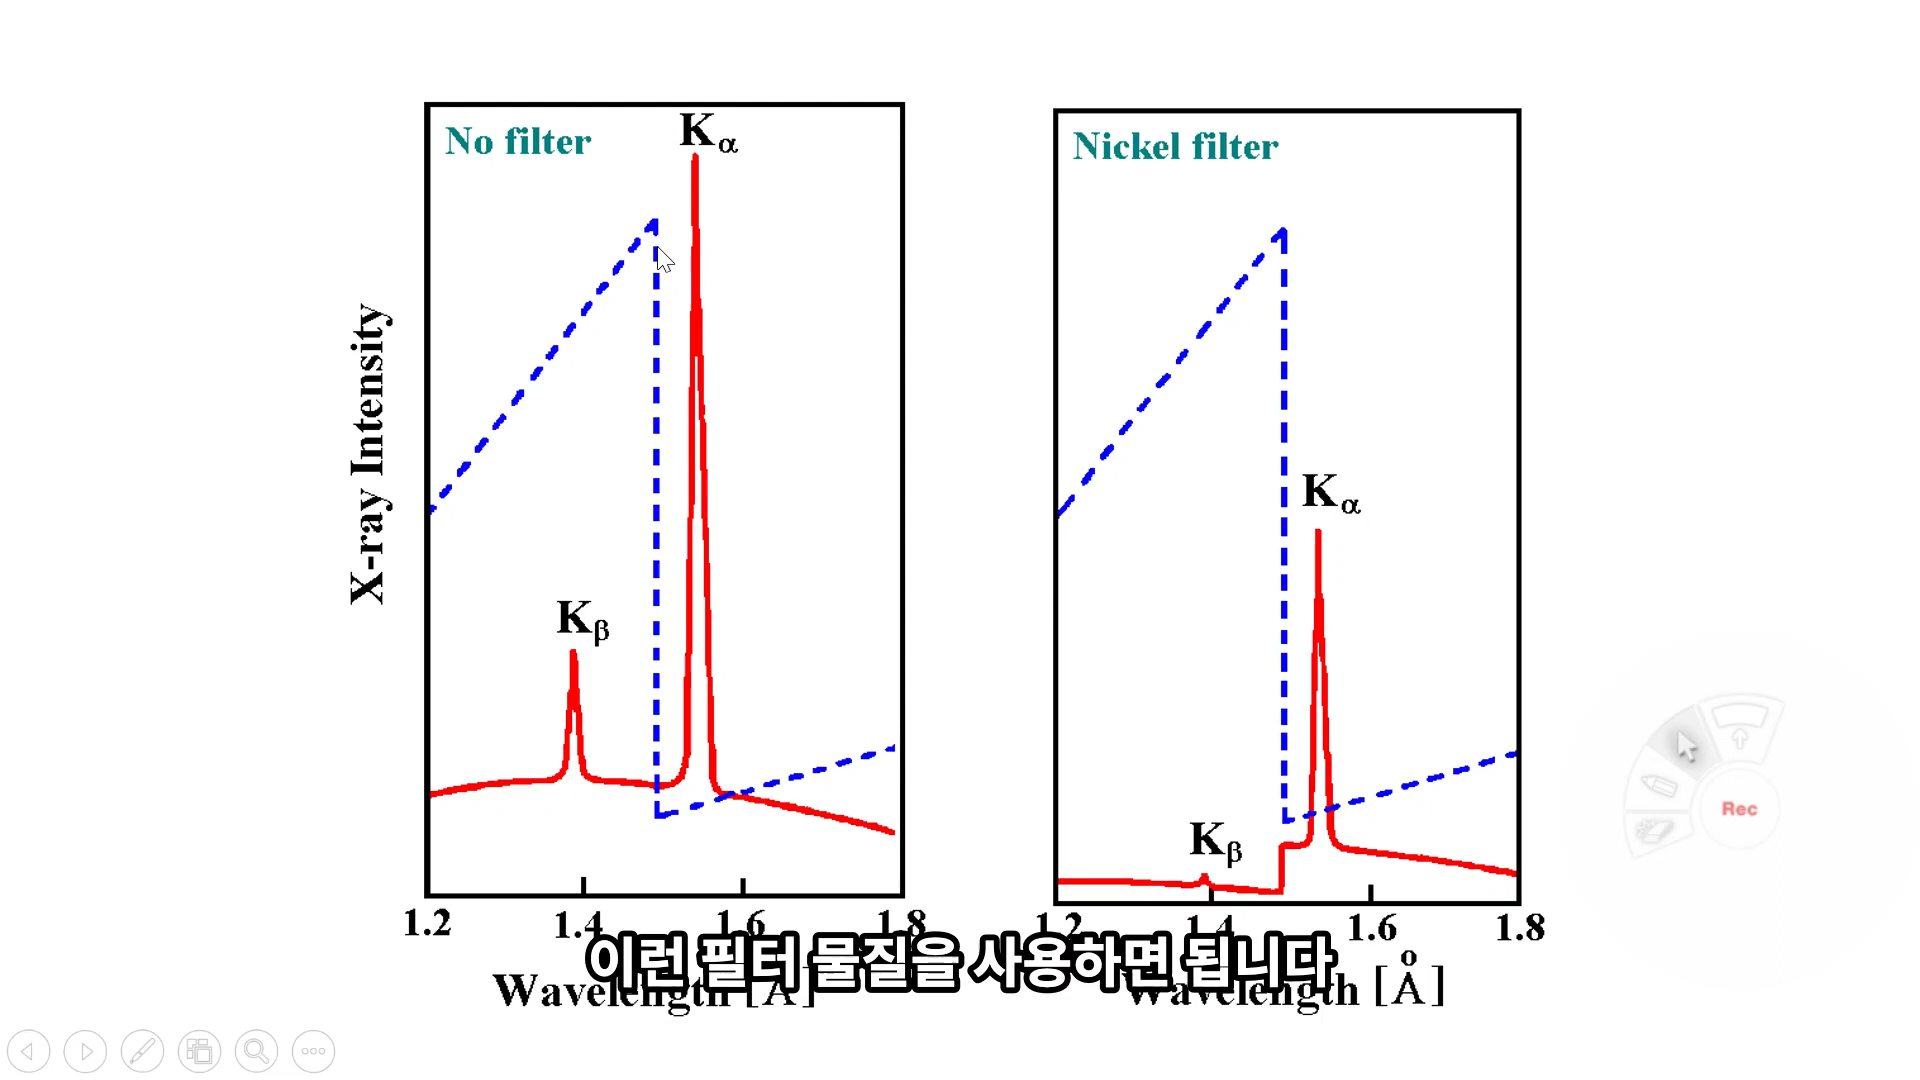 No filter
Kα
X-ray Intensity
Kβ
1.2 1.4 1.6 1.8
Wavelength [Å]
Nickel filter
Kα
Kβ
1.2 1.4 1.6 1.8
Wavelength [Å]
이런 필터 물질을 사용하면 됩니다
Rec